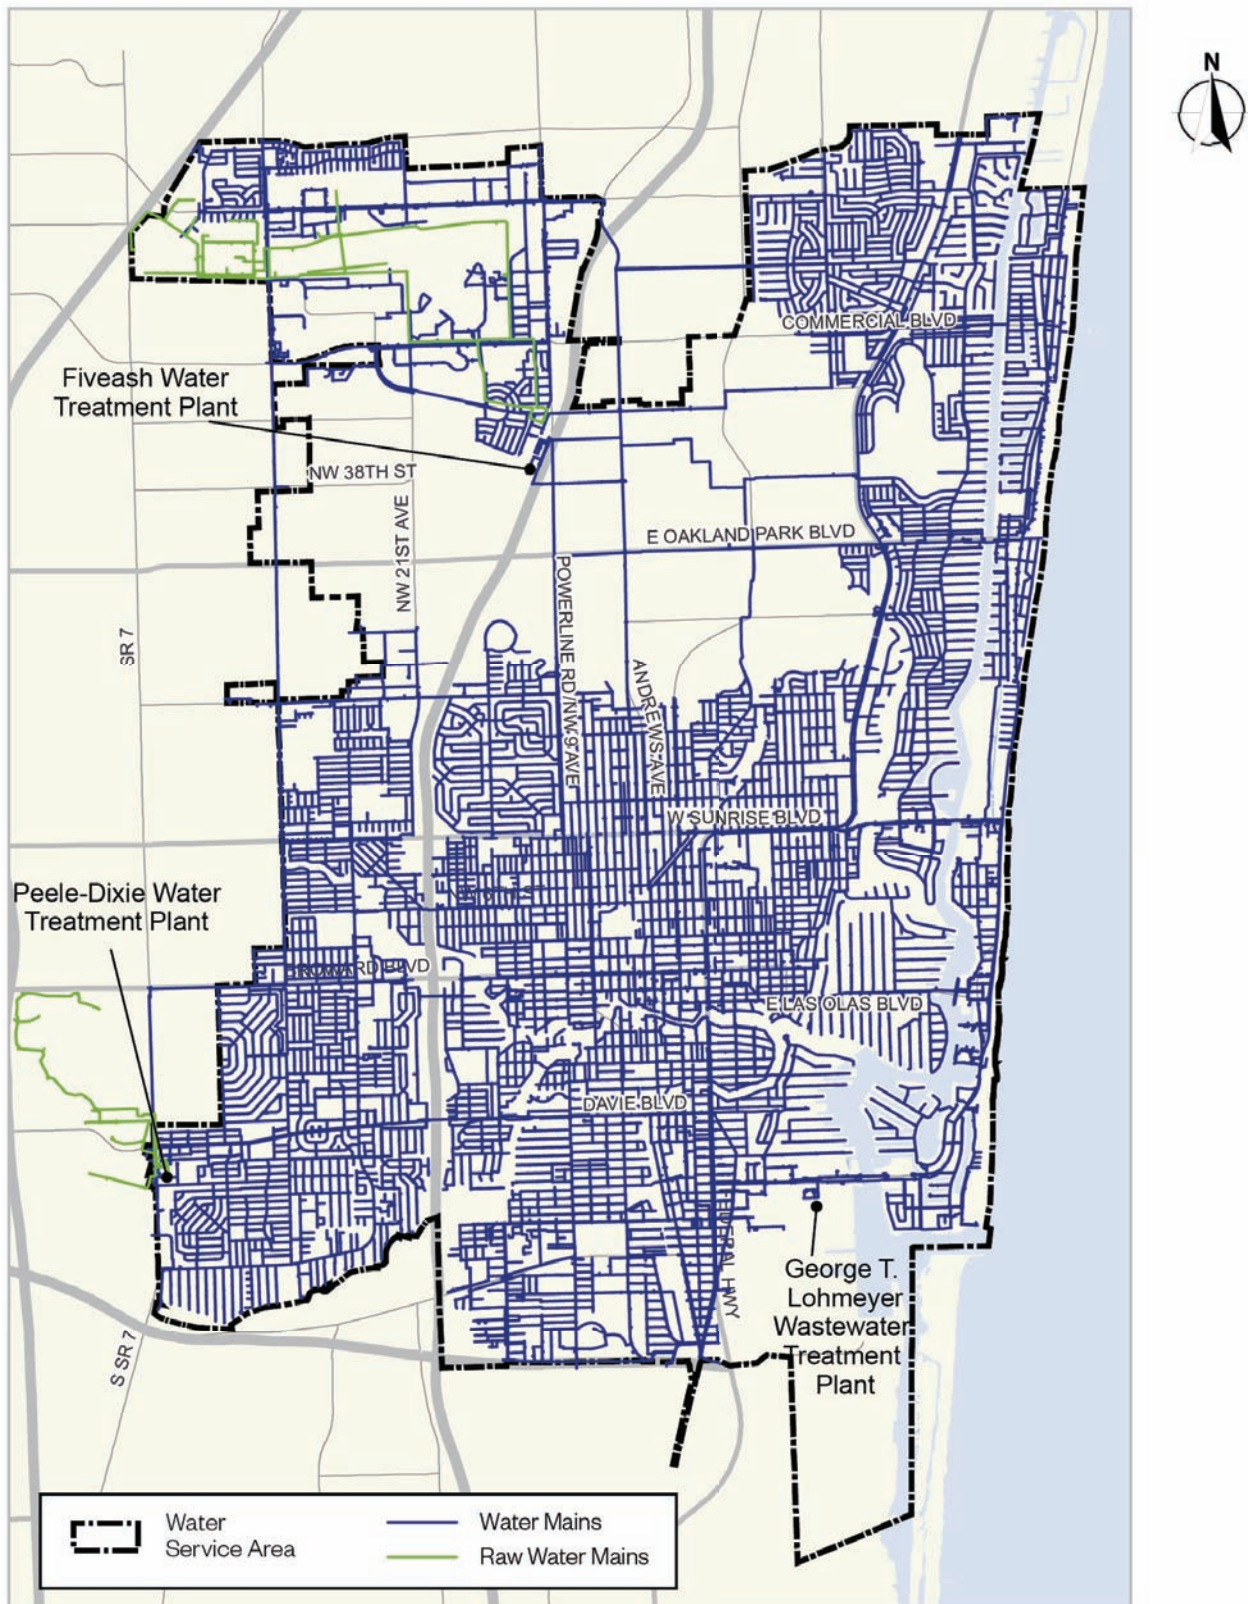 N
COMMERCIAL BLVD
Fiveash Water
Treatment Plant
NW 38TH ST
NW 21ST AVE
E OAKLAND PARK BLVD
POWERLINE RD/NW 9 AVE
SR 7
ANDREWS AVE
W SUNRISE BLVD
Peele-Dixie Water
Treatment Plant
BROWARD BLVD
E LAS OLAS BLVD
DAVIE BLVD
FEDERAL HWY
George T.
Lohmeyer
Wastewater
Treatment
Plant
S SR 7
Water
Service Area
Water Mains
Raw Water Mains